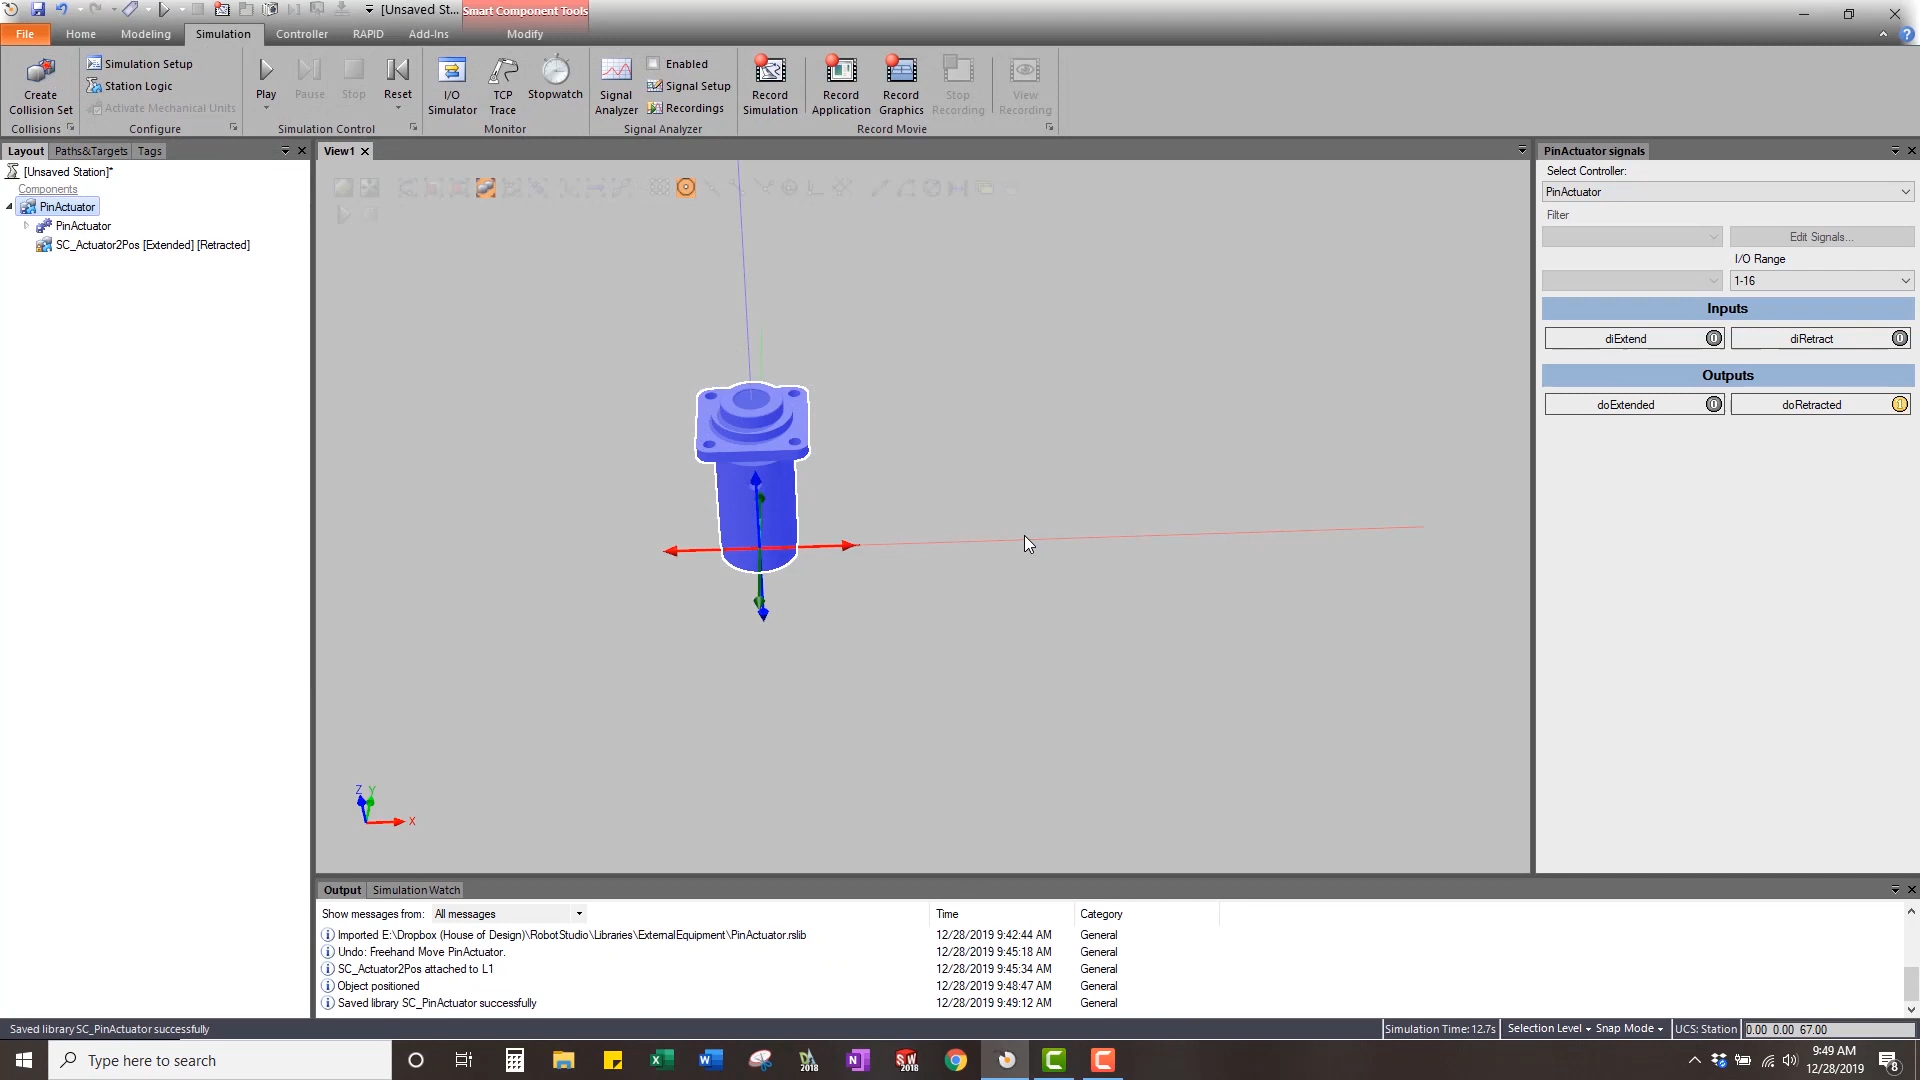 [Unsaved St...
Smart Component Tools
File
Home
Modeling
Simulation
Controller
RAPID
Add-Ins
Modify
Create
Collision Set
Collisions
Simulation Setup
Station Logic
Activate Mechanical Units
Configure
Play
Pause
Stop
Reset
Simulation Control
I/O
Simulator
TCP
Trace
Stopwatch
Monitor
Signal
Analyzer
Enabled
Signal Setup
Recordings
Signal Analyzer
Record
Simulation
Record
Application
Record
Graphics
Stop
Recording
View
Recording
Record Movie
Layout
Paths&Targets
Tags
[Unsaved Station]*
Components
PinActuator
PinActuator
SC_Actuator2Pos [Extended] [Retracted]
View1
Z
Y
X
PinActuator signals
Select Controller:
PinActuator
Filter
Edit Signals...
I/O Range
1-16
Inputs
diExtend 0
diRetract 0
Outputs
doExtended 0
doRetracted 1
Output
Simulation Watch
Show messages from: All messages
Time
Category
Imported E:\Dropbox (House of Design)\RobotStudio\Libraries\ExternalEquipment\PinActuator.rslib 12/28/2019 9:42:44 AM General
Undo: Freehand Move PinActuator. 12/28/2019 9:45:18 AM General
SC_Actuator2Pos attached to L1 12/28/2019 9:45:34 AM General
Object positioned 12/28/2019 9:48:47 AM General
Saved library SC_PinActuator successfully 12/28/2019 9:49:12 AM General
Saved library SC_PinActuator successfully
Simulation Time: 12.7s
Selection Level
Snap Mode
UCS: Station
0.00 0.00 67.00
Type here to search
2018
2018
9:49 AM
12/28/2019
8